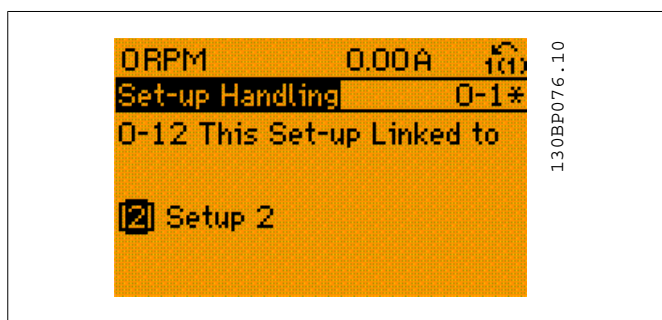 0RPM 0.00A 1(1)
Set-up Handling 0-1*
0-12 This Set-up Linked to
[2] Setup 2
130BP076.10